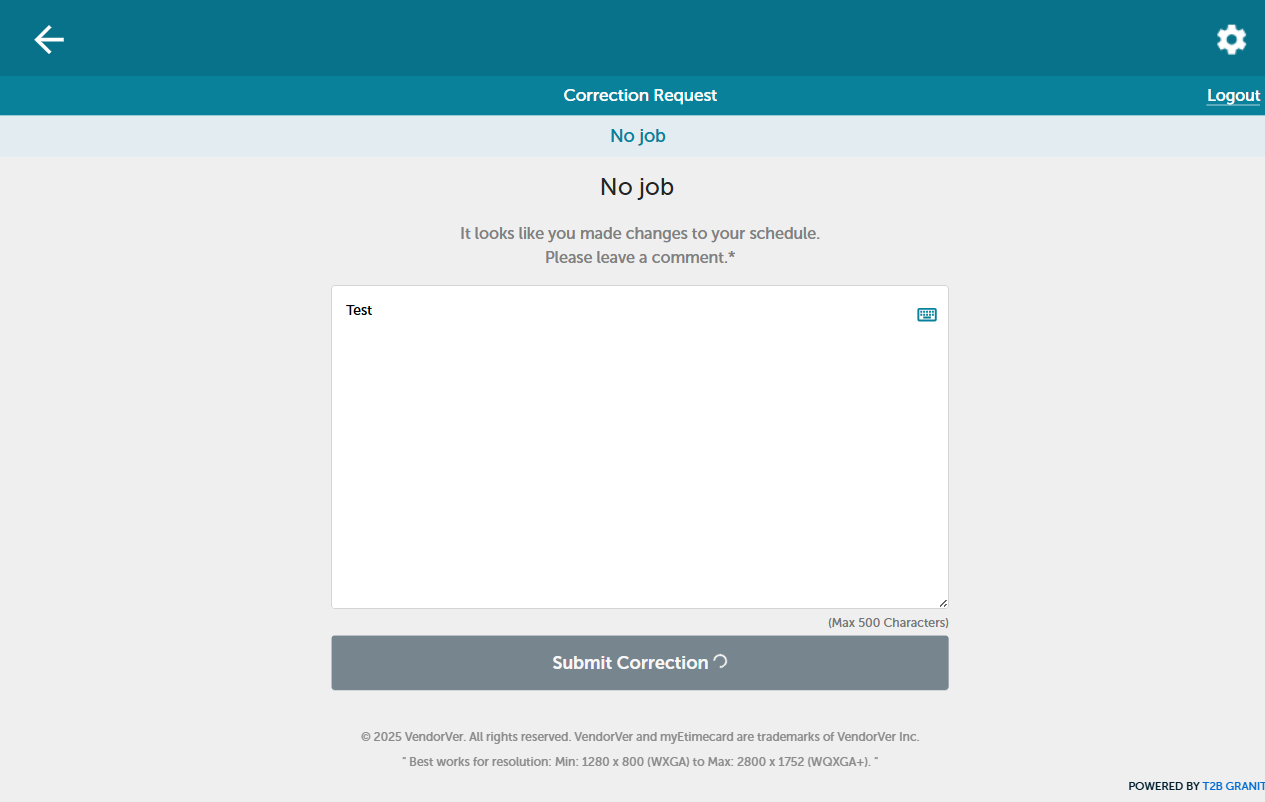 Correction Request
Logout
No job
No job
It looks like you made changes to your schedule.
Please leave a comment.*
Test
(Max 500 Characters)
Submit Correction
© 2025 VendorVer. All rights reserved. VendorVer and myEtimecard are trademarks of VendorVer Inc.
" Best works for resolution: Min: 1280 x 800 (WXGA) to Max: 2800 x 1752 (WQXGA+). "
POWERED BY T2B GRANIT